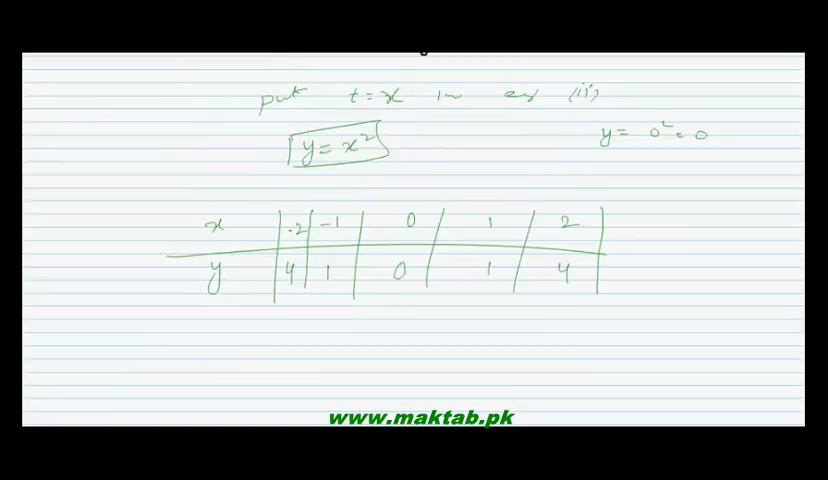 put t = x in eq (ii)
y = x²
y = 0² = 0
x -2 -1 0 1 2
y 4 1 0 1 4
www.maktab.pk